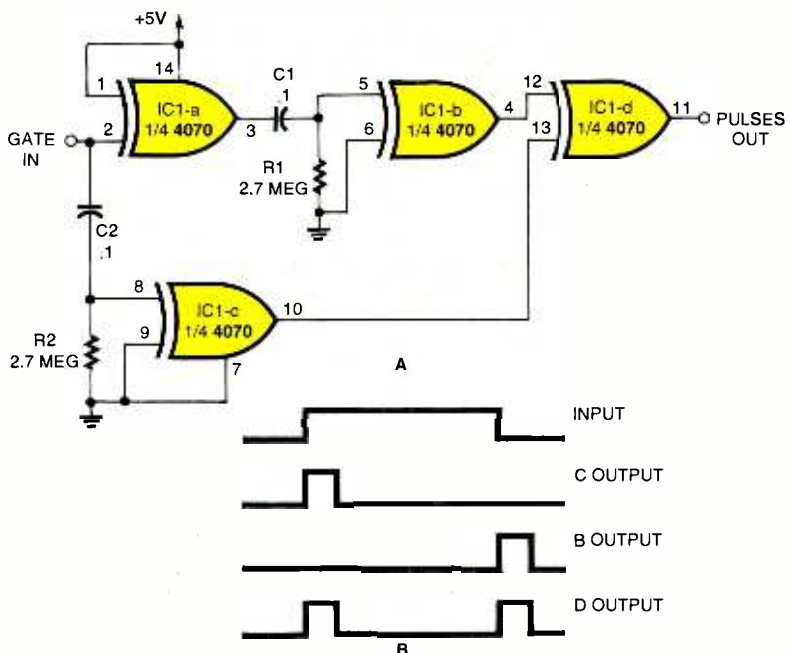 +5V
14
1
IC1-a
1/4 4070
2
3
GATE
IN
C1
.1
5
IC1-b
1/4 4070
6
4
R1
2.7 MEG
12
IC1-d
1/4 4070
13
11
PULSES
OUT
C2
.1
8
IC1-c
1/4 4070
9
10
7
R2
2.7 MEG
A
INPUT
C OUTPUT
B OUTPUT
D OUTPUT
B